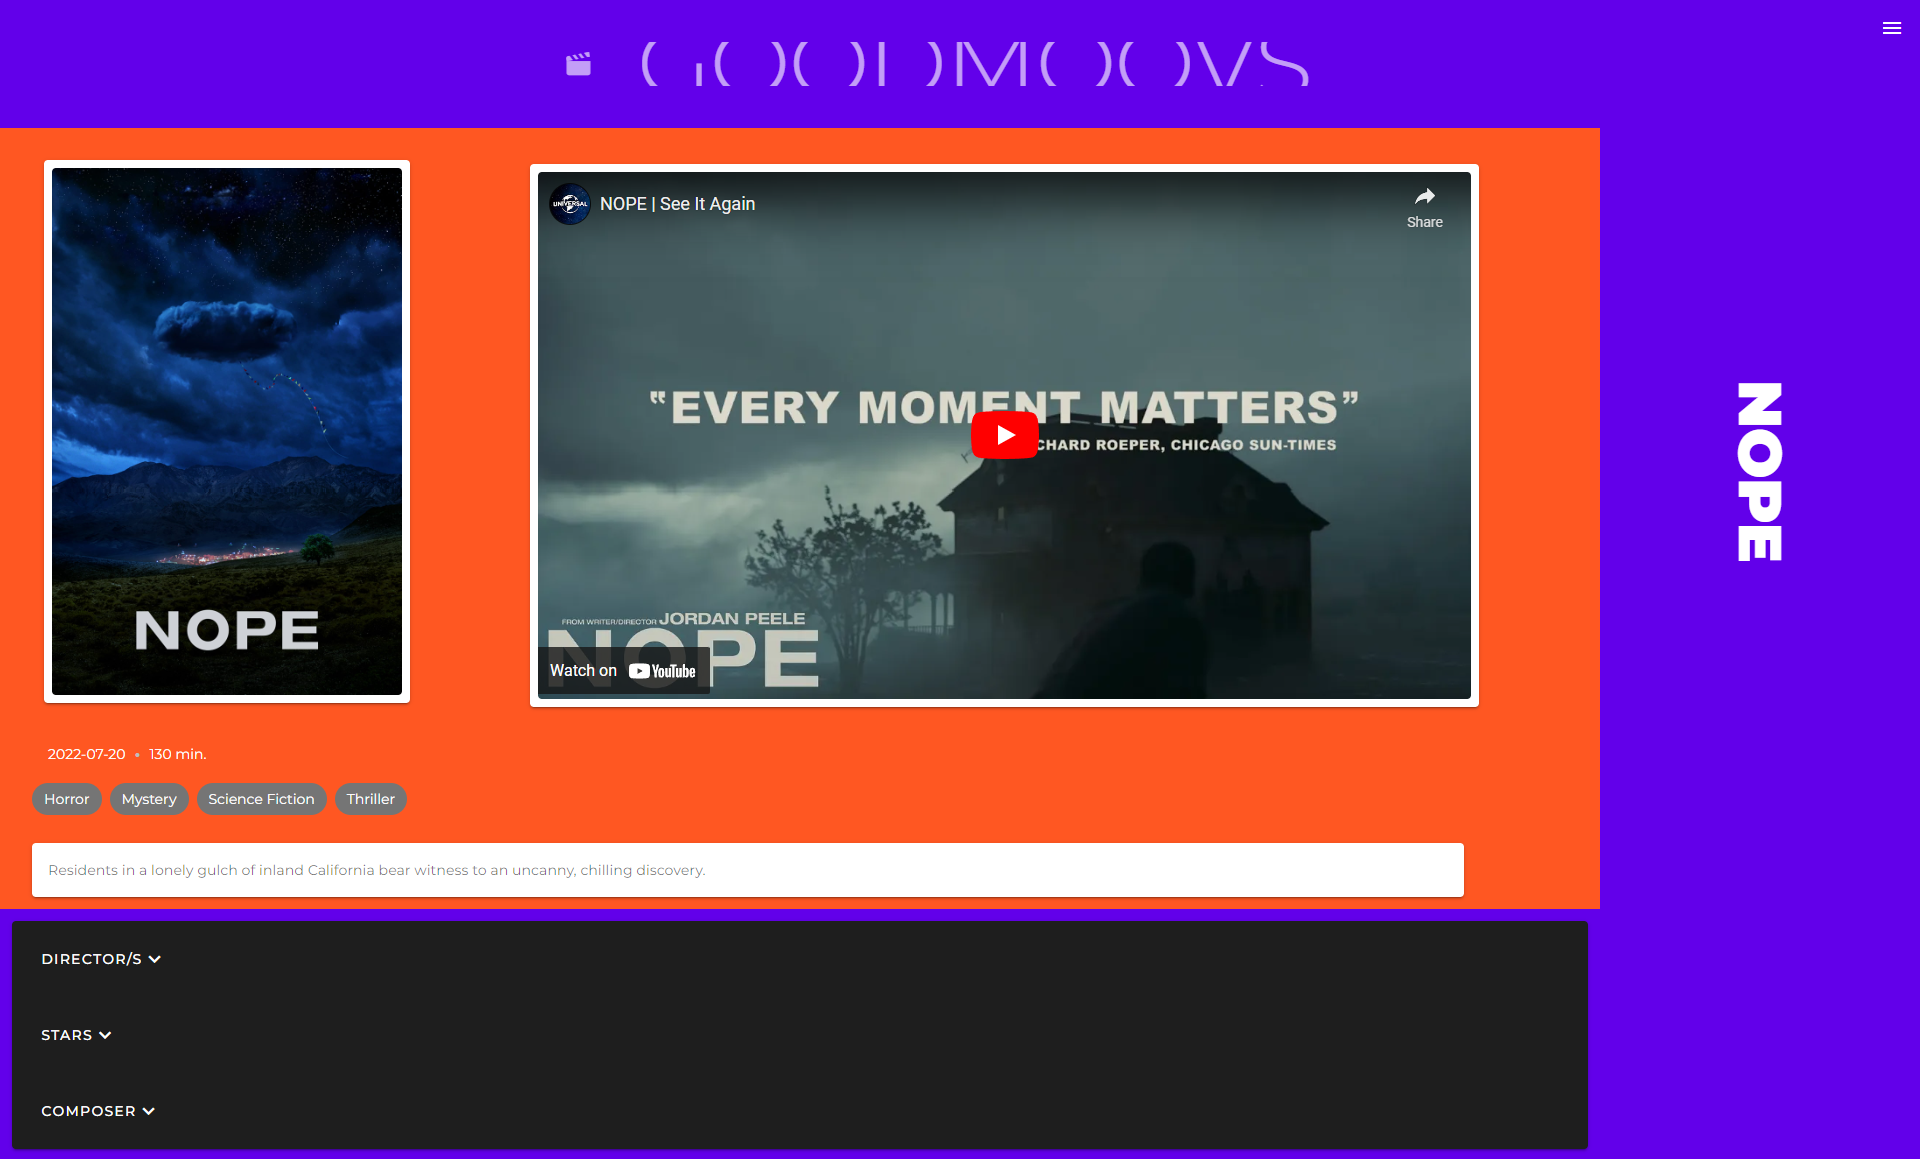 GOODMOOVS
NOPE
UNIVERSAL
NOPE | See It Again
Share
“EVERY MOMENT MATTERS”
ROEPER, CHICAGO SUN-TIMES
FROM WRITER/DIRECTOR JORDAN PEELE
NOPE
Watch on YouTube
NOPE
2022-07-20 • 130 min.
Horror
Mystery
Science Fiction
Thriller
Residents in a lonely gulch of inland California bear witness to an uncanny, chilling discovery.
DIRECTOR/S
STARS
COMPOSER